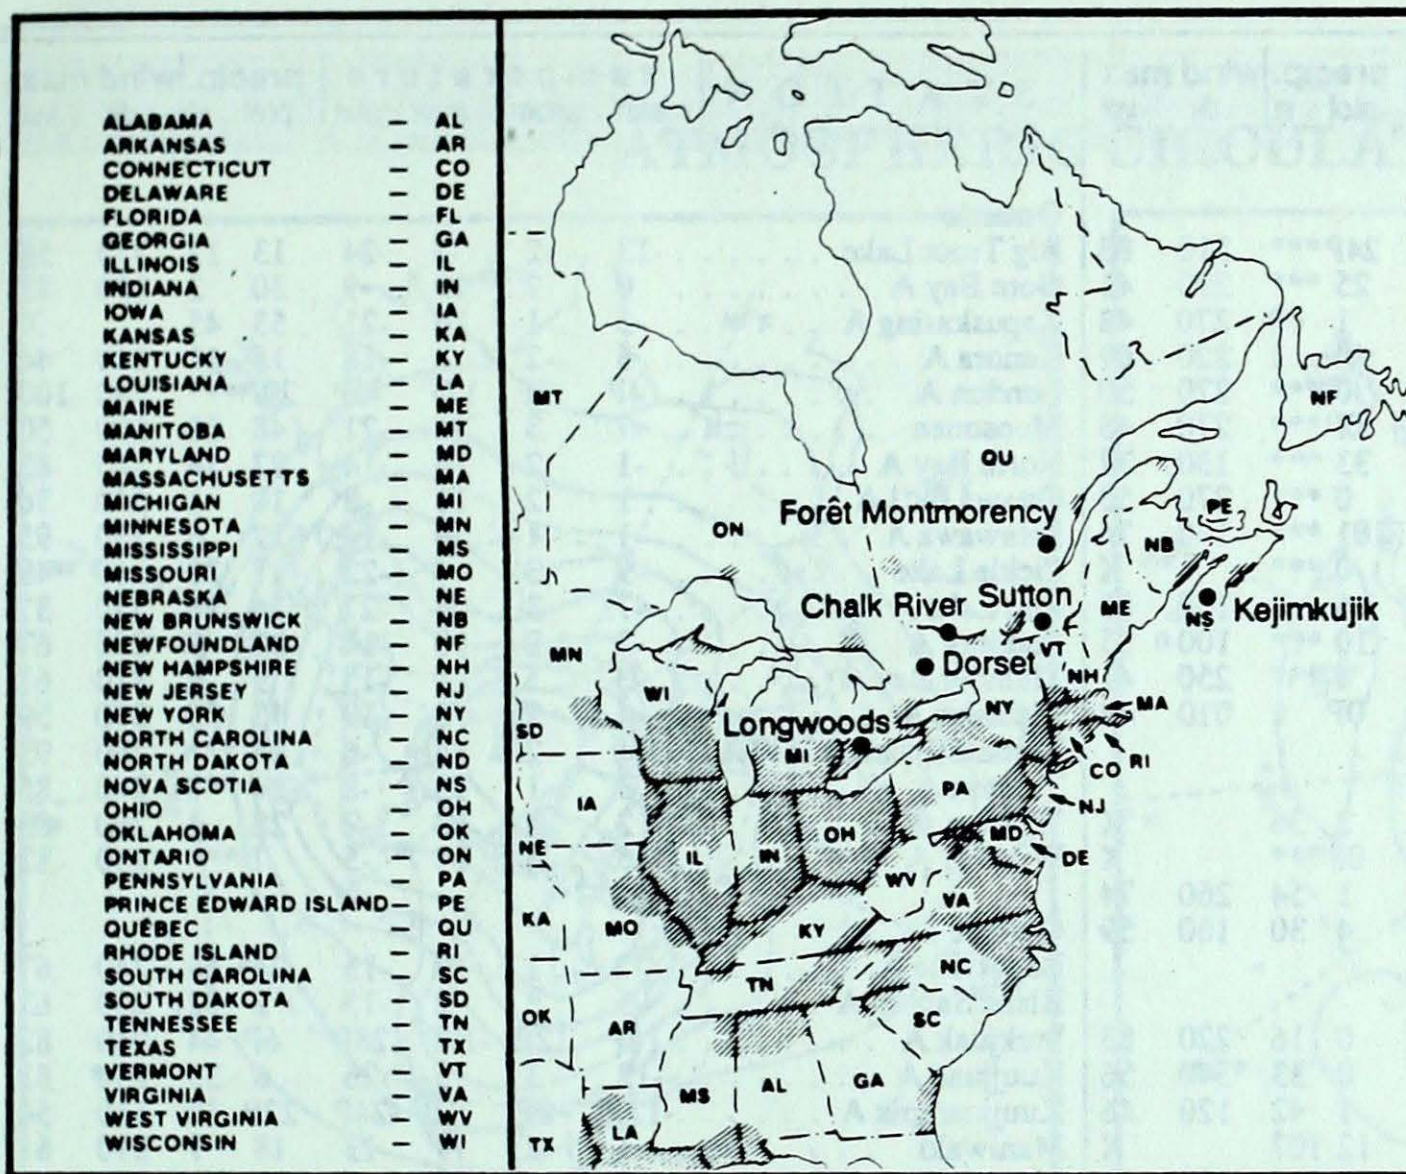 ALABAMA – AL
ARKANSAS – AR
CONNECTICUT – CO
DELAWARE – DE
FLORIDA – FL
GEORGIA – GA
ILLINOIS – IL
INDIANA – IN
IOWA – IA
KANSAS – KA
KENTUCKY – KY
LOUISIANA – LA
MAINE – ME
MANITOBA – MT
MARYLAND – MD
MASSACHUSETTS – MA
MICHIGAN – MI
MINNESOTA – MN
MISSISSIPPI – MS
MISSOURI – MO
NEBRASKA – NE
NEW BRUNSWICK – NB
NEWFOUNDLAND – NF
NEW HAMPSHIRE – NH
NEW JERSEY – NJ
NEW YORK – NY
NORTH CAROLINA – NC
NORTH DAKOTA – ND
NOVA SCOTIA – NS
OHIO – OH
OKLAHOMA – OK
ONTARIO – ON
PENNSYLVANIA – PA
PRINCE EDWARD ISLAND – PE
QUÉBEC – QU
RHODE ISLAND – RI
SOUTH CAROLINA – SC
SOUTH DAKOTA – SD
TENNESSEE – TN
TEXAS – TX
VERMONT – VT
VIRGINIA – VA
WEST VIRGINIA – WV
WISCONSIN – WI
MT
NF
QU
Forêt Montmorency
PE
ON
NB
Chalk River
Sutton
ME
NS
Kejimkujik
MN
Dorset
VT
NH
WI
NY
MA
SD
Longwoods
MI
CO
RI
IA
PA
NJ
OH
MD
NE
IL
IN
DE
WV
VA
KA
MO
KY
NC
TN
OK
AR
SC
MS
AL
GA
LA
TX